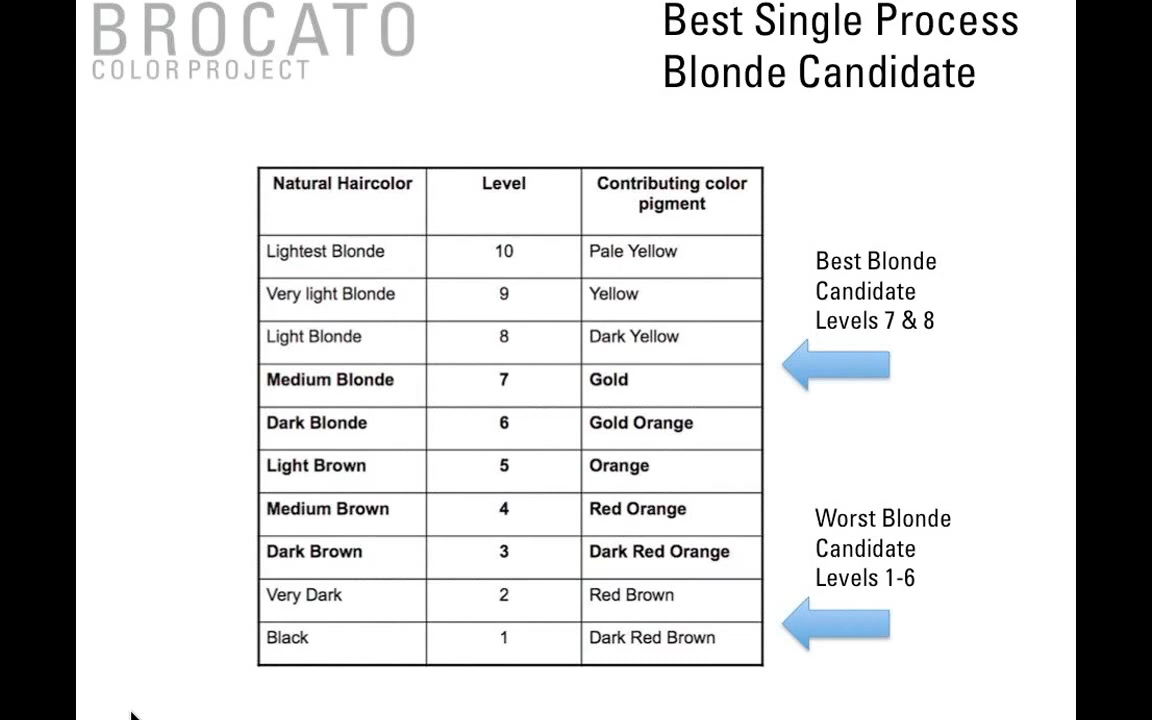 BROCATO
COLOR PROJECT
Best Single Process
Blonde Candidate
Natural Haircolor Level Contributing color
pigment
Lightest Blonde 10 Pale Yellow
Very light Blonde 9 Yellow
Light Blonde 8 Dark Yellow
Medium Blonde 7 Gold
Dark Blonde 6 Gold Orange
Light Brown 5 Orange
Medium Brown 4 Red Orange
Dark Brown 3 Dark Red Orange
Very Dark 2 Red Brown
Black 1 Dark Red Brown
Best Blonde
Candidate
Levels 7 & 8
Worst Blonde
Candidate
Levels 1-6